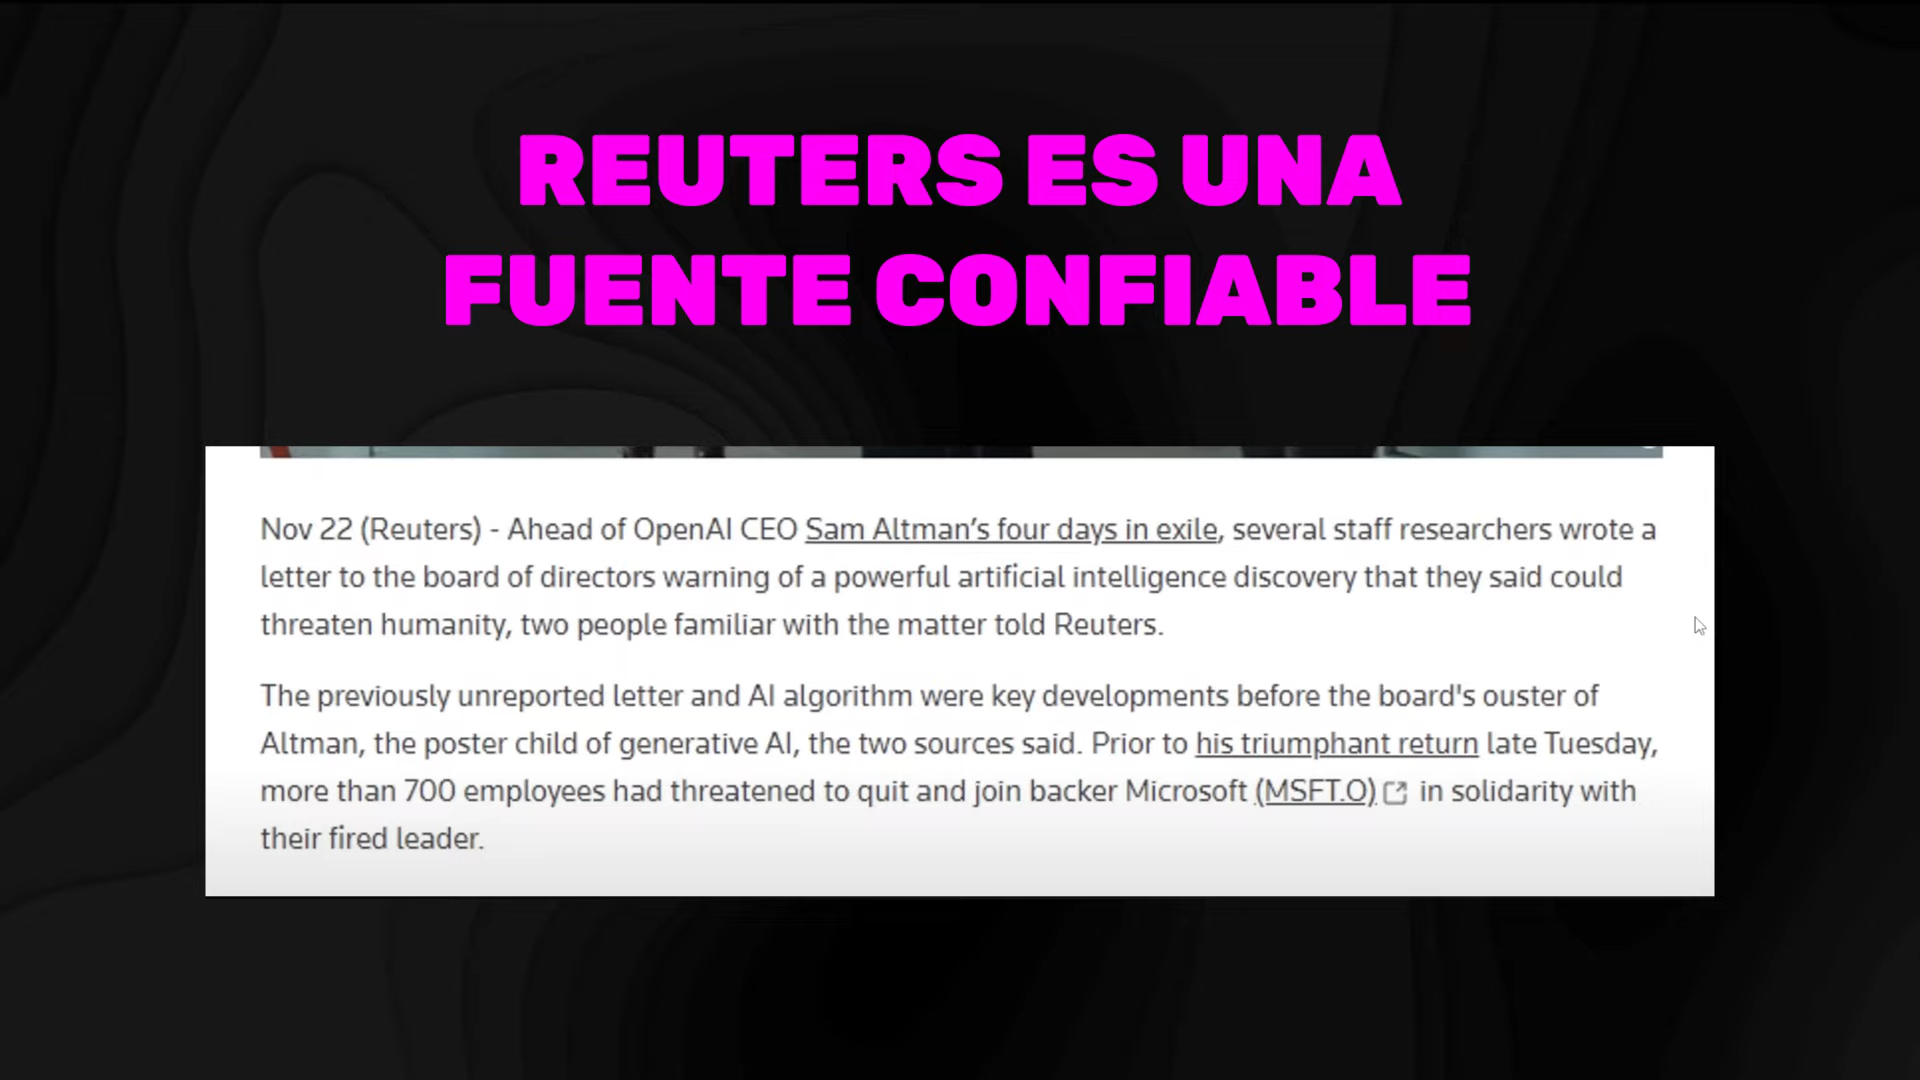 REUTERS ES UNA
FUENTE CONFIABLE
Nov 22 (Reuters) - Ahead of OpenAI CEO Sam Altman’s four days in exile, several staff researchers wrote a
letter to the board of directors warning of a powerful artificial intelligence discovery that they said could
threaten humanity, two people familiar with the matter told Reuters.
The previously unreported letter and AI algorithm were key developments before the board's ouster of
Altman, the poster child of generative AI, the two sources said. Prior to his triumphant return late Tuesday,
more than 700 employees had threatened to quit and join backer Microsoft (MSFT.O) in solidarity with
their fired leader.